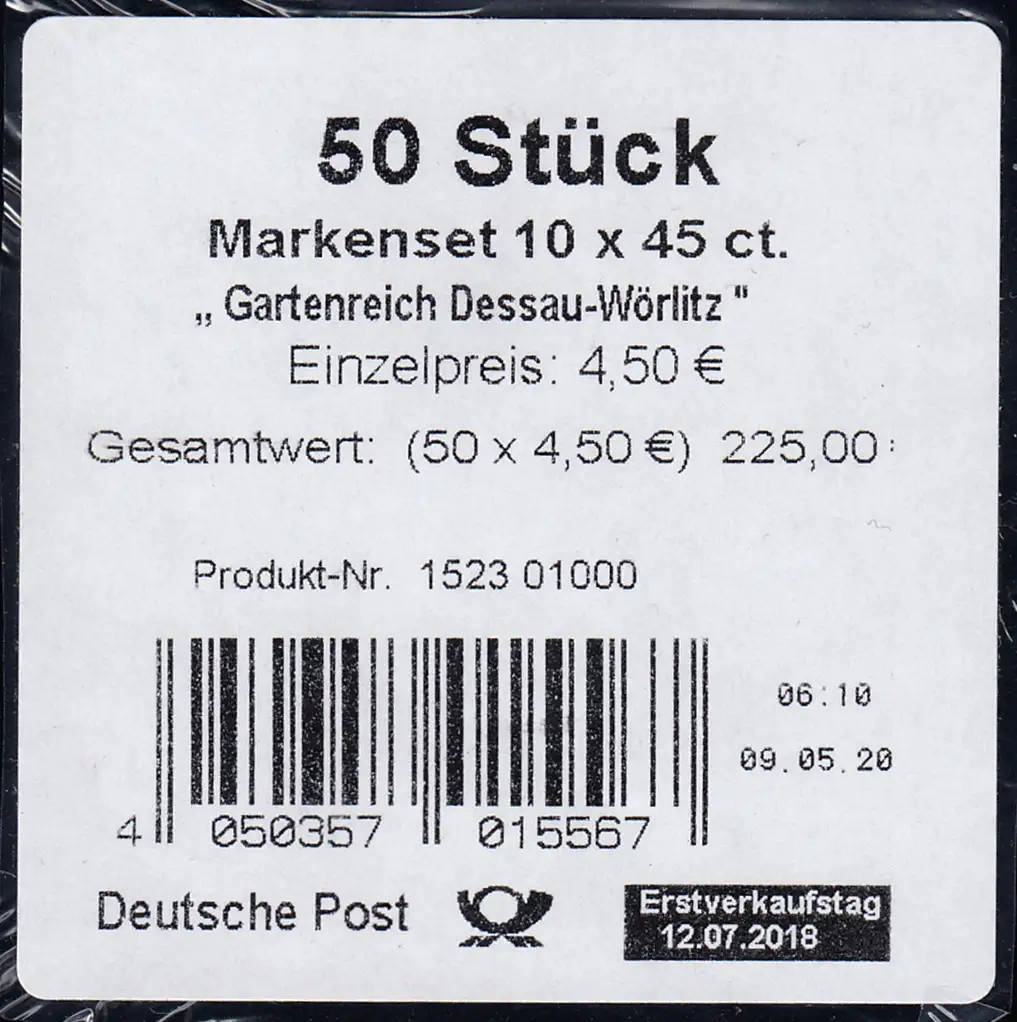 50 Stück
Markenset 10 x 45 ct.
„ Gartenreich Dessau-Wörlitz "
Einzelpreis: 4,50 €
Gesamtwert: (50 x 4,50 €) 225,00
Produkt-Nr. 1523 01000
06:10
09.05.20
4 050357 015567
Deutsche Post
Erstverkaufstag
12.07.2018